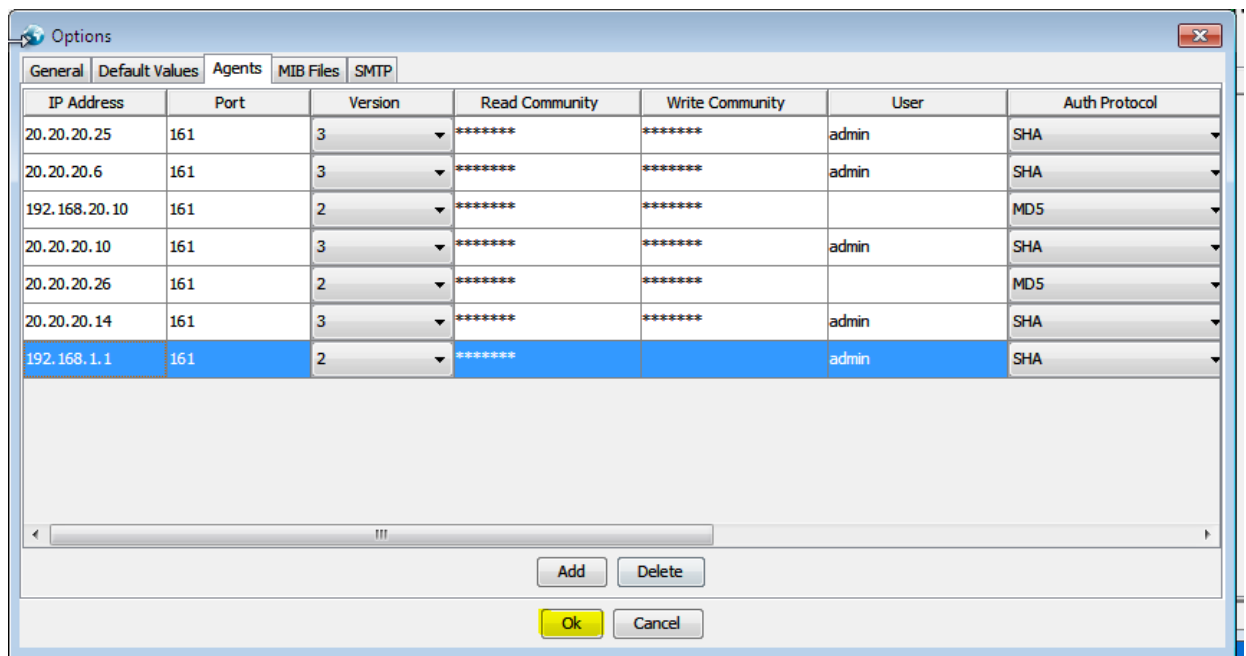 Options
General Default Values Agents MIB Files SMTP
IP Address Port Version Read Community Write Community User Auth Protocol
20.20.20.25 161 3 ******* ******* admin SHA
20.20.20.6 161 3 ******* ******* admin SHA
192.168.20.10 161 2 ******* ******* MD5
20.20.20.10 161 3 ******* ******* admin SHA
20.20.20.26 161 2 ******* ******* MD5
20.20.20.14 161 3 ******* ******* admin SHA
192.168.1.1 161 2 ******* admin SHA
Add Delete
Ok Cancel